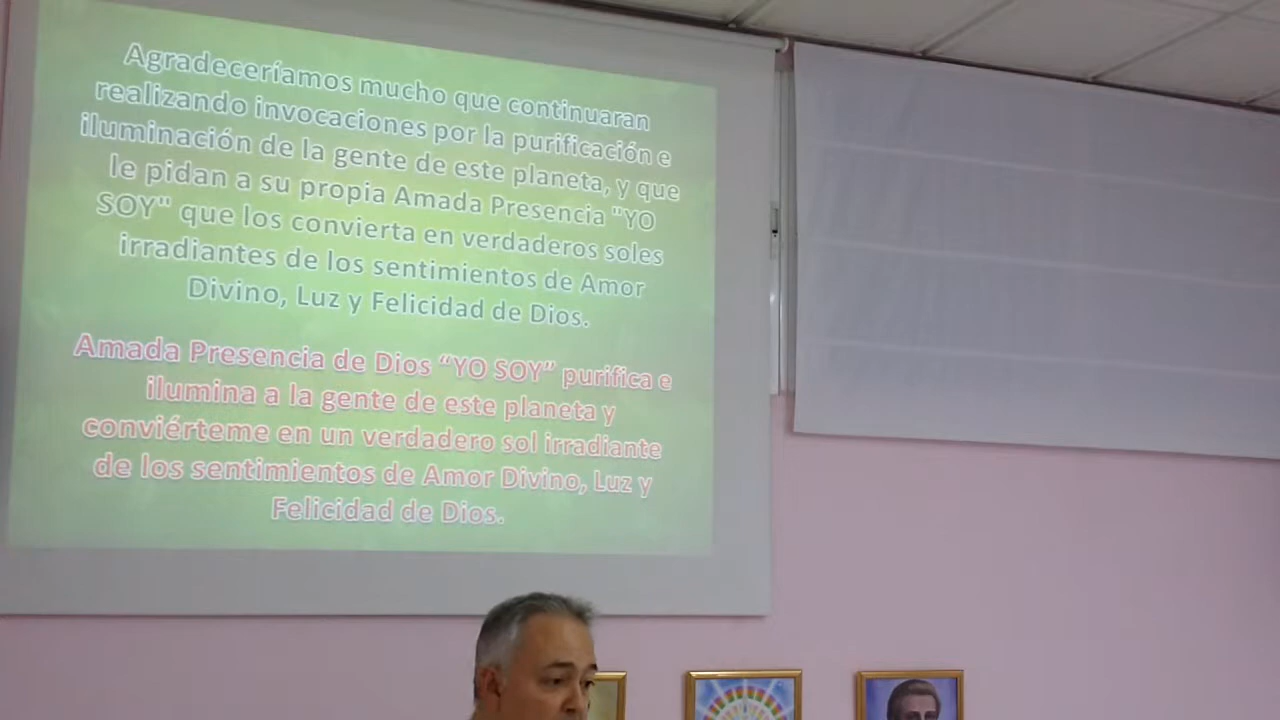 Agradeceríamos mucho que continuaran
realizando invocaciones por la purificación e
iluminación de la gente de este planeta, y que
le pidan a su propia Amada Presencia "YO
SOY" que los convierta en verdaderos soles
irradiantes de los sentimientos de Amor
Divino, Luz y Felicidad de Dios.
Amada Presencia de Dios “YO SOY” purifica e
ilumina a la gente de este planeta y
conviérteme en un verdadero sol irradiante
de los sentimientos de Amor Divino, Luz y
Felicidad de Dios.